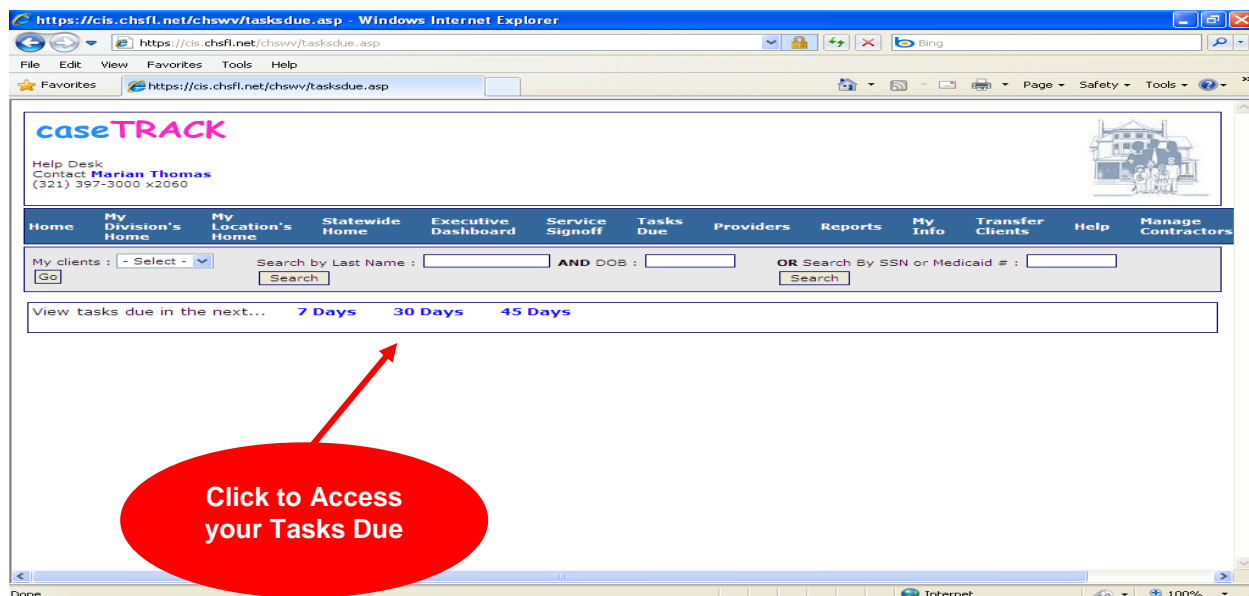 https://cis.chsfl.net/chswv/tasksdue.asp - Windows Internet Explorer
https://cis.chsfl.net/chswv/tasksdue.asp
Bing
File Edit View Favorites Tools Help
Favorites https://cis.chsfl.net/chswv/tasksdue.asp Page Safety Tools
caseTRACK
Help Desk
Contact Marian Thomas
(321) 397-3000 x2060
Home My Division's Home My Location's Home Statewide Home Executive Dashboard Service Signoff Tasks Due Providers Reports My Info Transfer Clients Help Manage Contractors
My clients : - Select - Search by Last Name : AND DOB : OR Search By SSN or Medicaid # :
Go Search Search
View tasks due in the next... 7 Days 30 Days 45 Days
Click to Access
your Tasks Due
Done Internet 100%